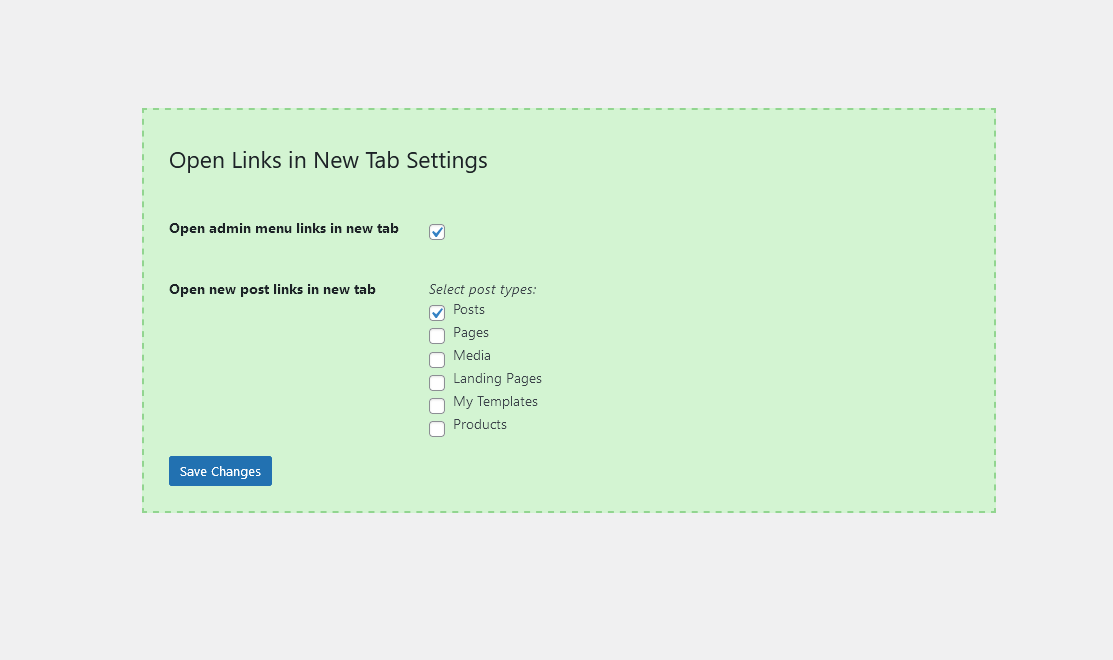 Open Links in New Tab Settings
Open admin menu links in new tab
Open new post links in new tab
Select post types:
Posts
Pages
Media
Landing Pages
My Templates
Products
Save Changes